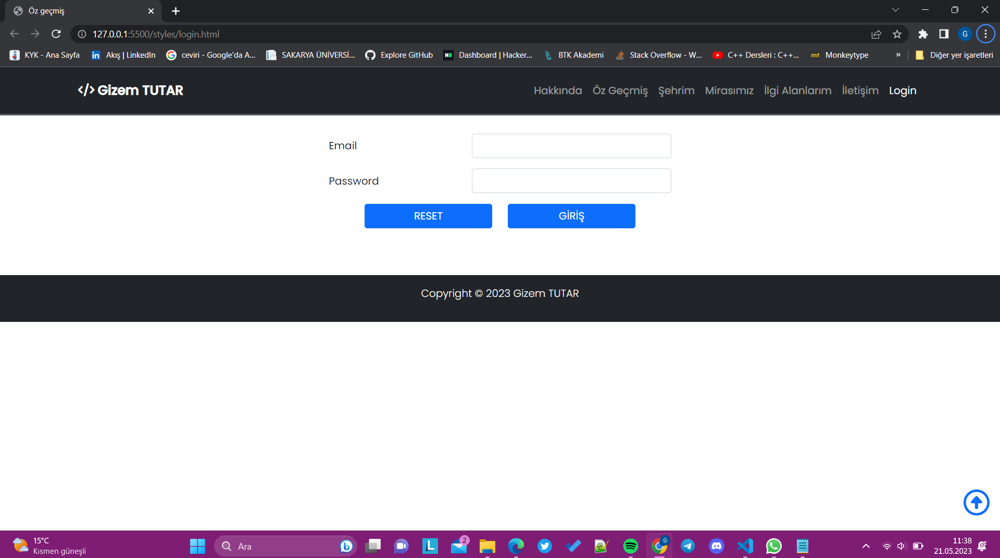 Öz geçmiş
127.0.0.1:5500/styles/login.html
G
KYK - Ana Sayfa
Akış | LinkedIn
ceviri - Google'da A...
SAKARYA ÜNİVERSİ...
Explore GitHub
Dashboard | Hacker...
BTK Akademi
Stack Overflow - W...
C++ Dersleri : C++...
mt Monkeytype
»
Diğer yer işaretleri
</> Gizem TUTAR
Hakkında Öz Geçmiş Şehrim Mirasımız İlgi Alanlarım İletişim Login
Email
Password
RESET GİRİŞ
Copyright © 2023 Gizem TUTAR
15°C
Kısmen güneşli
Ara
L
2
G
11:38
21.05.2023